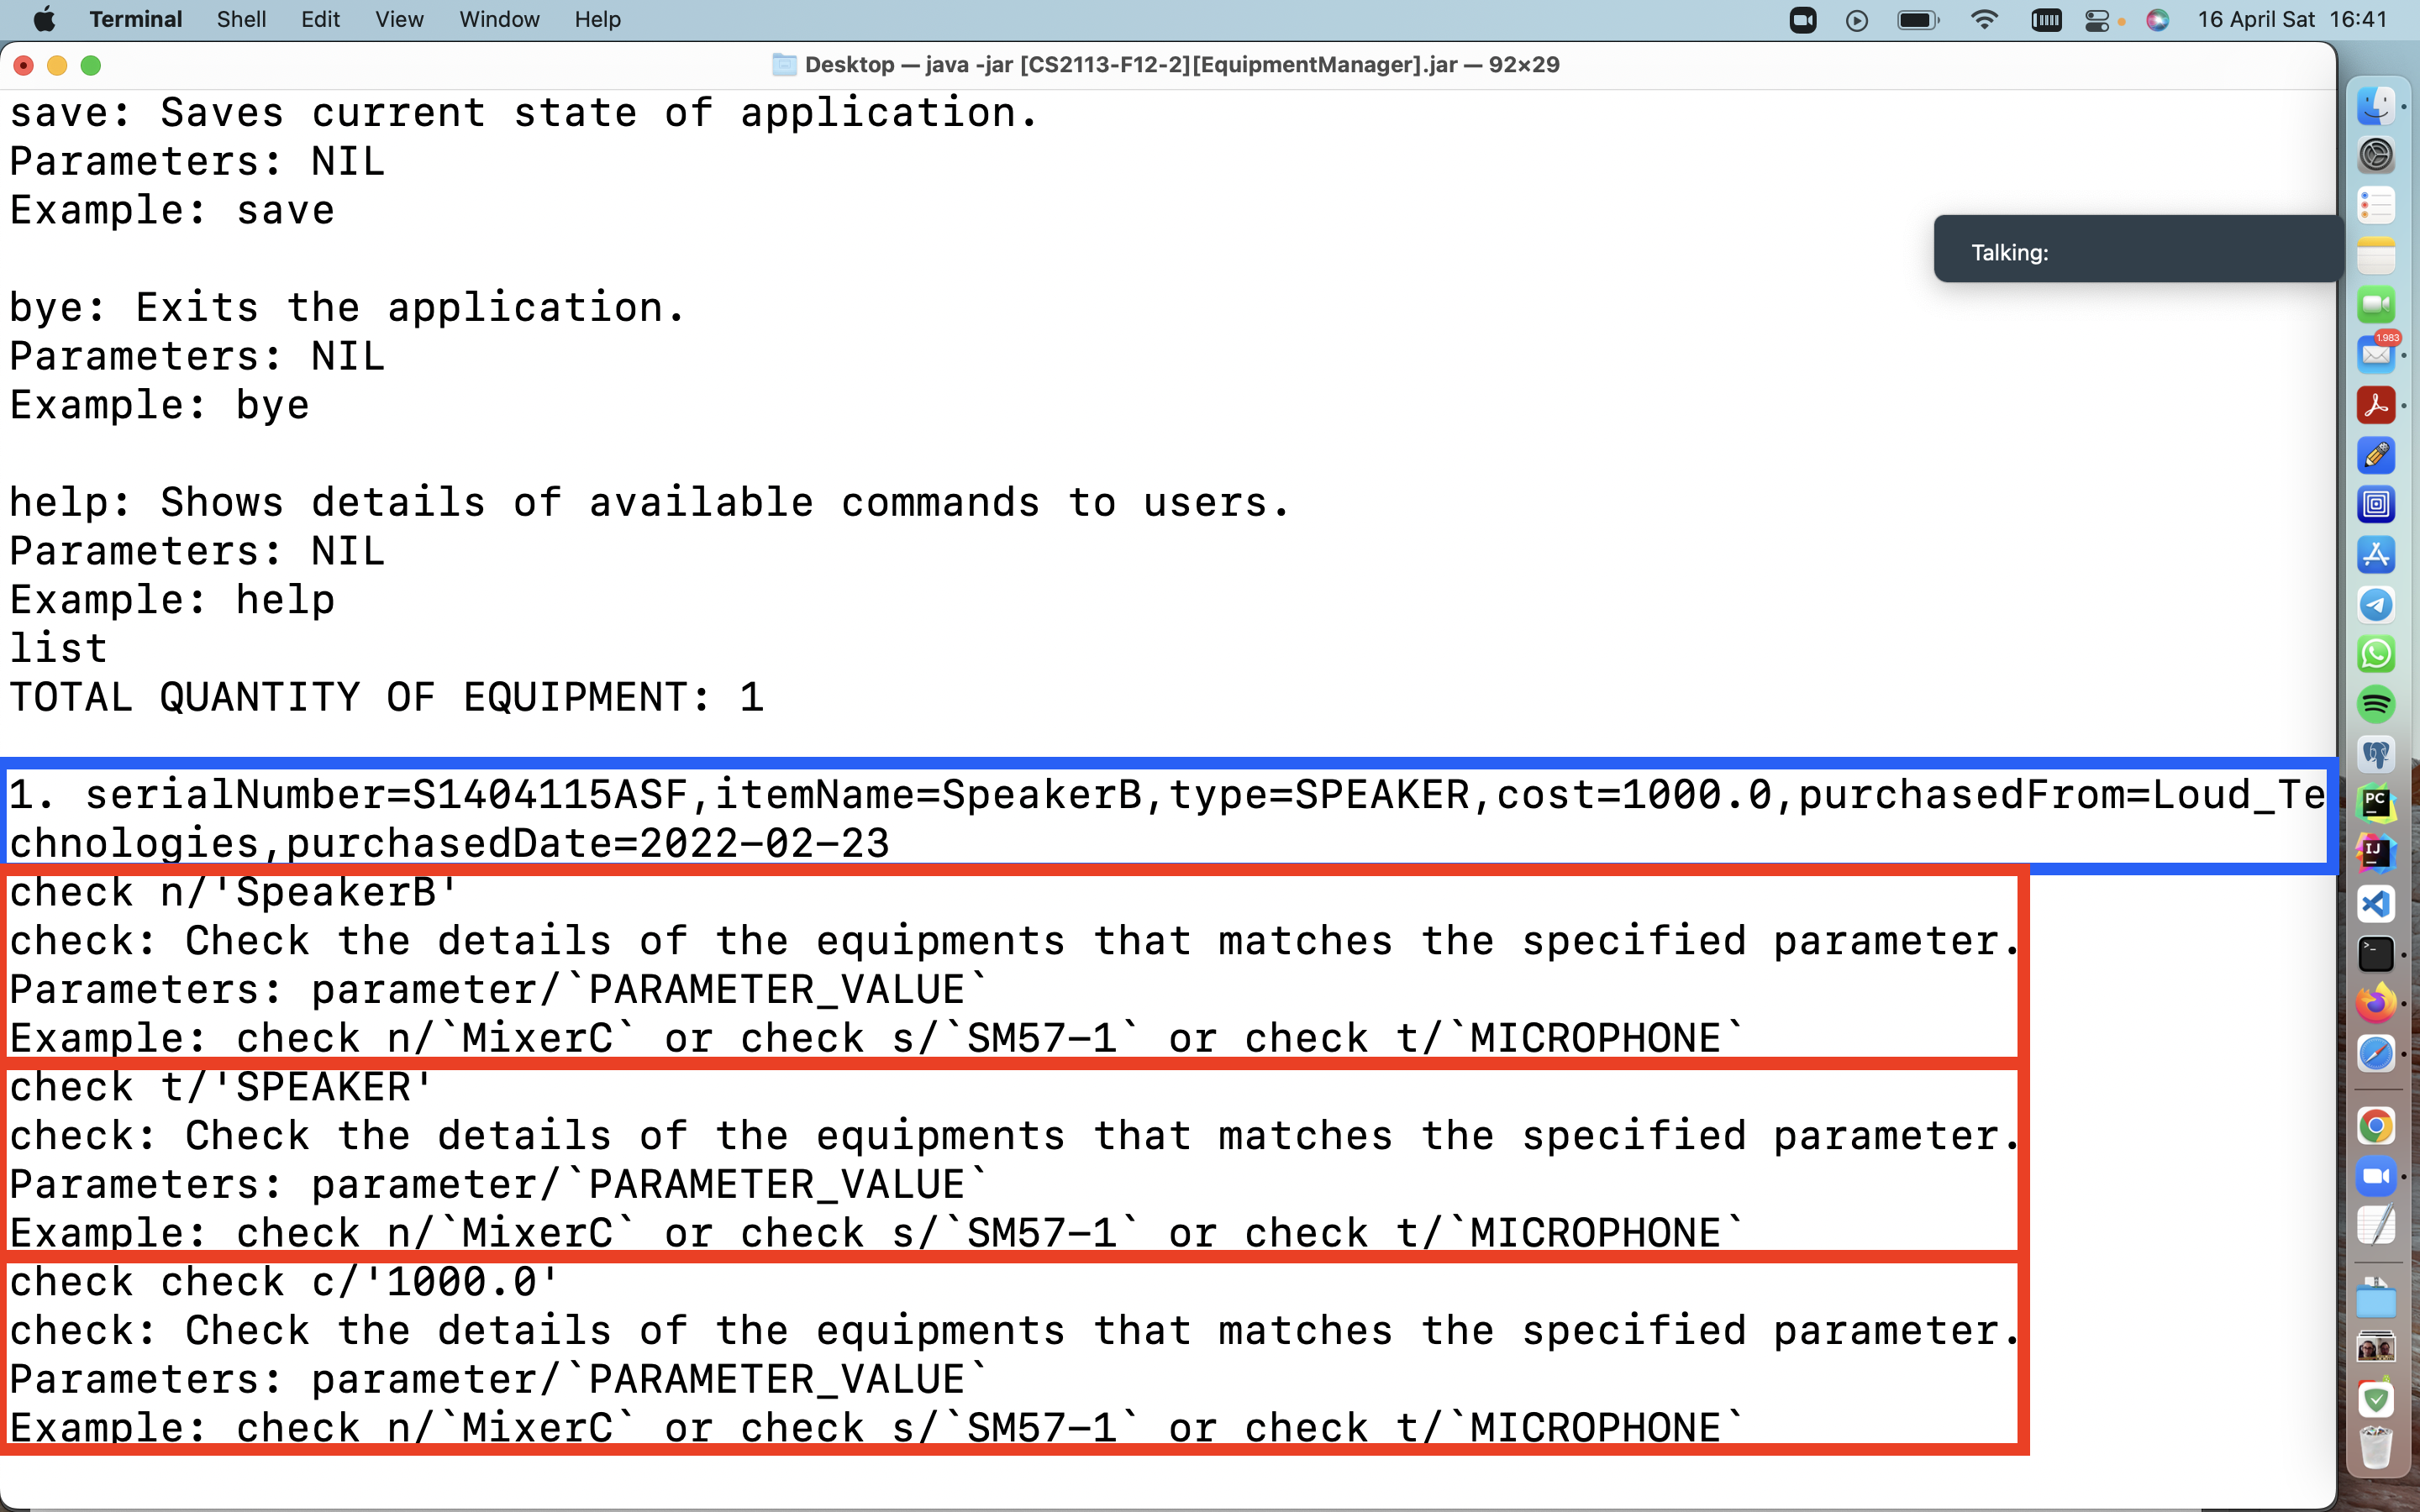 Terminal Shell Edit View Window Help 16 April Sat 16:41
Desktop — java -jar [CS2113-F12-2][EquipmentManager].jar — 92×29
save: Saves current state of application.
Parameters: NIL
Example: save
Talking:
bye: Exits the application.
Parameters: NIL
Example: bye
1.983
help: Shows details of available commands to users.
Parameters: NIL
Example: help
list
TOTAL QUANTITY OF EQUIPMENT: 1
1. serialNumber=S1404115ASF,itemName=SpeakerB,type=SPEAKER,cost=1000.0,purchasedFrom=Loud_Te
chnologies,purchasedDate=2022-02-23
PC
IJ
check n/'SpeakerB'
check: Check the details of the equipments that matches the specified parameter.
Parameters: parameter/`PARAMETER_VALUE`
Example: check n/`MixerC` or check s/`SM57-1` or check t/`MICROPHONE`
check t/'SPEAKER'
check: Check the details of the equipments that matches the specified parameter.
Parameters: parameter/`PARAMETER_VALUE`
Example: check n/`MixerC` or check s/`SM57-1` or check t/`MICROPHONE`
check check c/'1000.0'
check: Check the details of the equipments that matches the specified parameter.
Parameters: parameter/`PARAMETER_VALUE`
Example: check n/`MixerC` or check s/`SM57-1` or check t/`MICROPHONE`